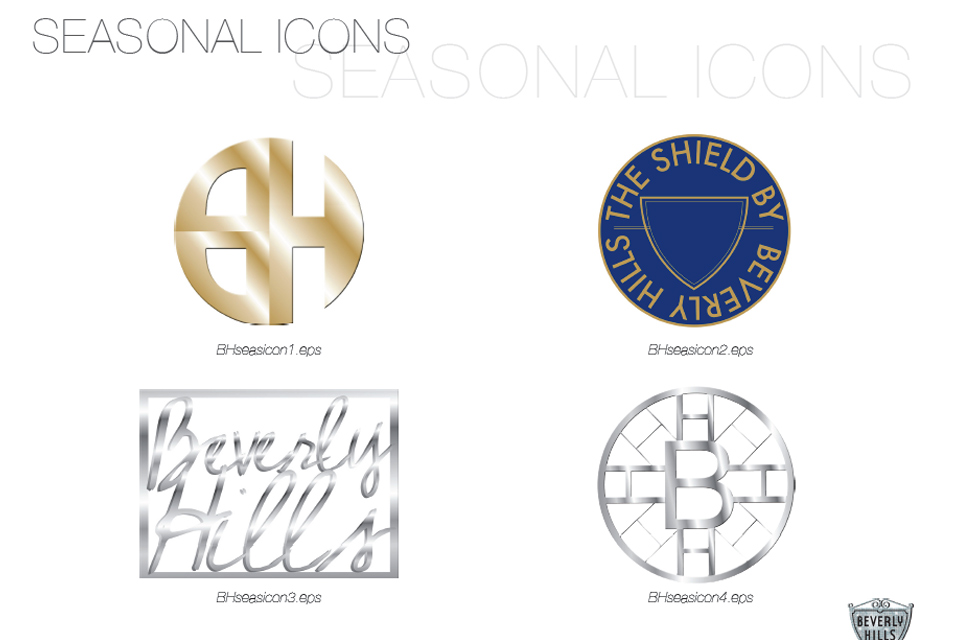 SEASONAL ICONS
SEASONAL ICONS
BH
THE SHIELD BY BEVERLY HILLS
BHseasicon1.eps
BHseasicon2.eps
Beverly
Hills
B
H
H
H
H
BHseasicon3.eps
BHseasicon4.eps
BEVERLY
HILLS